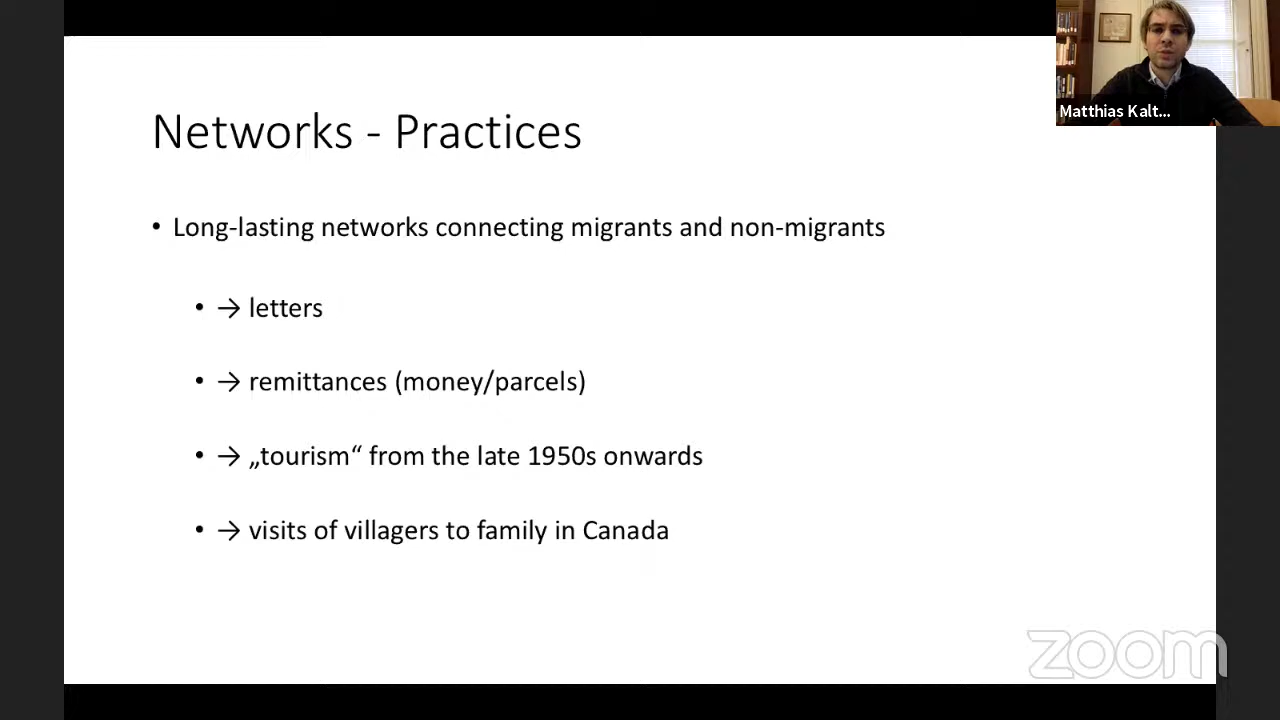 Networks - Practices
• Long-lasting networks connecting migrants and non-migrants
• → letters
• → remittances (money/parcels)
• → „tourism“ from the late 1950s onwards
• → visits of villagers to family in Canada
Matthias Kalt...
zoom